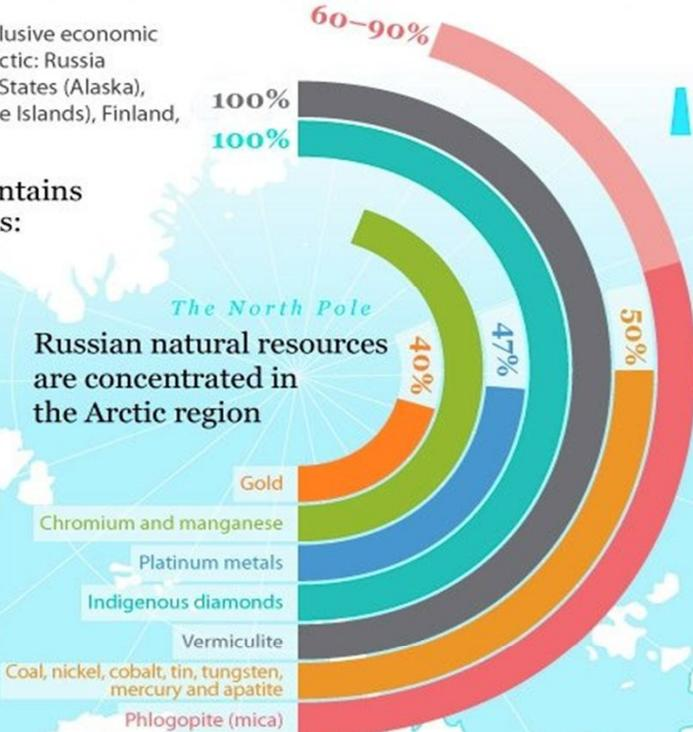 60–90%
lusive economic
ctic: Russia
States (Alaska),
e Islands), Finland,
100%
100%
ntains
s:
The North Pole
Russian natural resources
are concentrated in
the Arctic region
40%
47%
50%
Gold
Chromium and manganese
Platinum metals
Indigenous diamonds
Vermiculite
Coal, nickel, cobalt, tin, tungsten,
mercury and apatite
Phlogopite (mica)